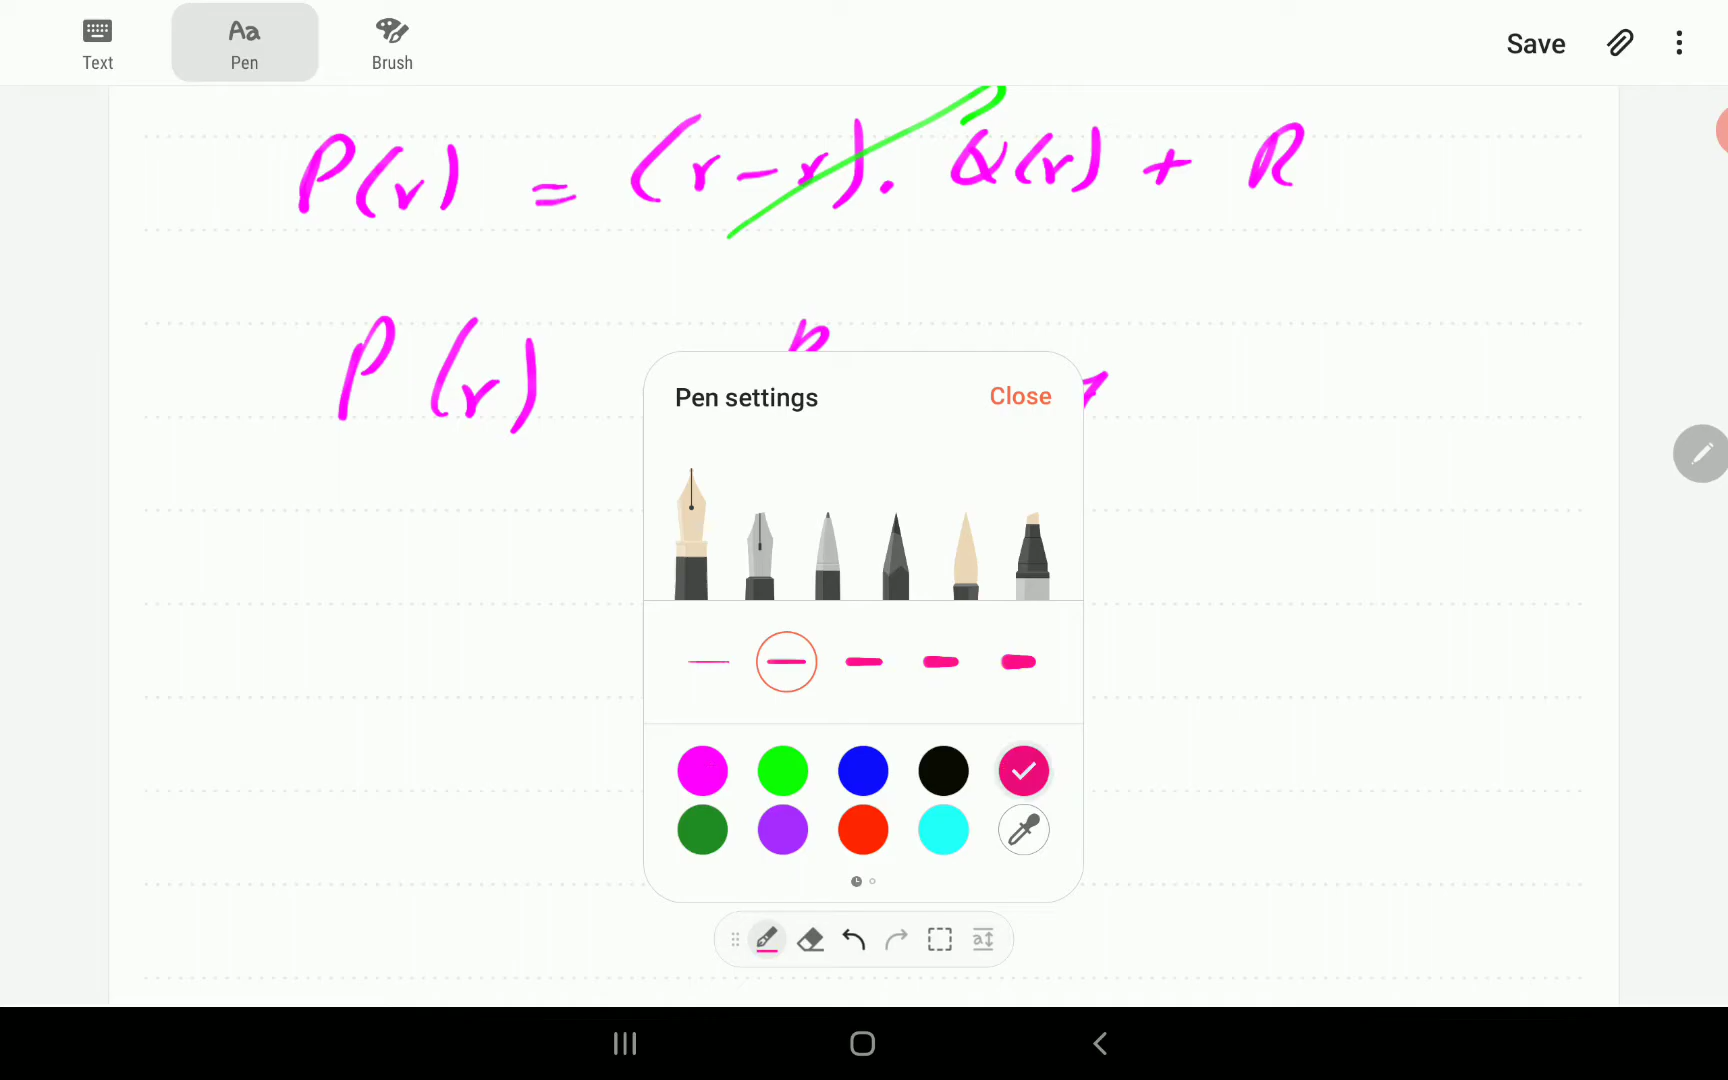 Text Pen Brush Save
P(r) = (r-r). Q(r) + R
P(r)
Pen settings Close
a